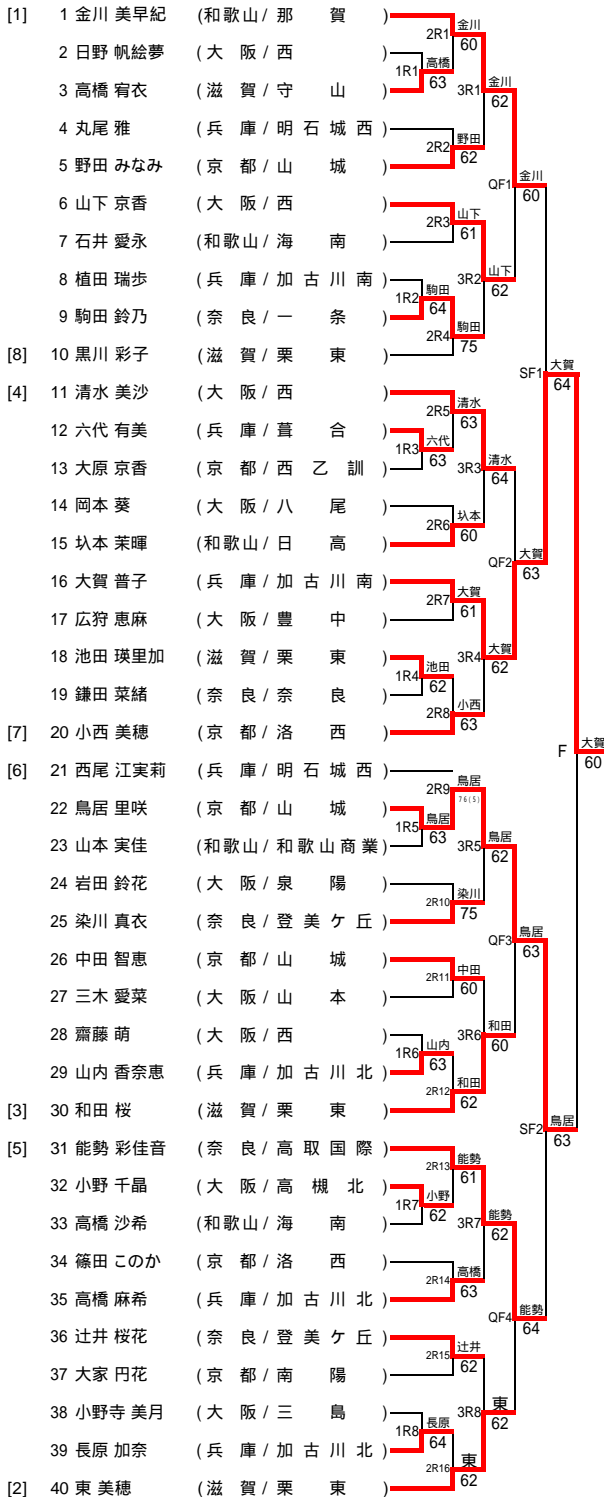 [1] 1 金川 美早紀 (和歌山/那 賀)
2 日野 帆絵夢 (大 阪/西)
3 高橋 宥衣 (滋 賀/守 山)
4 丸尾 雅 (兵 庫/明石城西)
5 野田 みなみ (京 都/山 城)
6 山下 京香 (大 阪/西)
7 石井 愛永 (和歌山/海 南)
8 植田 瑞歩 (兵 庫/加古川南)
9 駒田 鈴乃 (奈 良/一 条)
[8] 10 黒川 彩子 (滋 賀/栗 東)
[4] 11 清水 美沙 (大 阪/西)
12 六代 有美 (兵 庫/葺 合)
13 大原 京香 (京 都/西 乙 訓)
14 岡本 葵 (大 阪/八 尾)
15 圦本 茉暉 (和歌山/日 高)
16 大賀 普子 (兵 庫/加古川南)
17 広狩 恵麻 (大 阪/豊 中)
18 池田 瑛里加 (滋 賀/栗 東)
19 鎌田 菜緒 (奈 良/奈 良)
[7] 20 小西 美穂 (京 都/洛 西)
[6] 21 西尾 江実莉 (兵 庫/明石城西)
22 鳥居 里咲 (京 都/山 城)
23 山本 実佳 (和歌山/和歌山商業)
24 岩田 鈴花 (大 阪/泉 陽)
25 染川 真衣 (奈 良/登美ケ丘)
26 中田 智恵 (京 都/山 城)
27 三木 愛菜 (大 阪/山 本)
28 齋藤 萌 (大 阪/西)
29 山内 香奈恵 (兵 庫/加古川北)
[3] 30 和田 桜 (滋 賀/栗 東)
[5] 31 能勢 彩佳音 (奈 良/高取国際)
32 小野 千晶 (大 阪/高 槻 北)
33 高橋 沙希 (和歌山/海 南)
34 篠田 このか (京 都/洛 西)
35 高橋 麻希 (兵 庫/加古川北)
36 辻井 桜花 (奈 良/登美ケ丘)
37 大家 円花 (京 都/南 陽)
38 小野寺 美月 (大 阪/三 島)
39 長原 加奈 (兵 庫/加古川北)
[2] 40 東 美穂 (滋 賀/栗 東)
1R1 高橋
63
1R2 駒田
64
1R3 六代
63
1R4 池田
62
1R5 鳥居
63
1R6 山内
63
1R7 小野
62
1R8 長原
64
2R1 金川
60
2R2 野田
62
2R3 山下
61
2R4 駒田
75
2R5 清水
63
2R6 圦本
60
2R7 大賀
61
2R8 小西
63
2R9 鳥居
76(5)
2R10 染川
75
2R11 中田
60
2R12 和田
62
2R13 能勢
61
2R14 高橋
63
2R15 辻井
62
2R16 東
62
3R1 金川
62
3R2 山下
62
3R3 清水
64
3R4 大賀
62
3R5 鳥居
62
3R6 和田
60
3R7 能勢
62
3R8 東
62
QF1 金川
60
QF2 大賀
63
QF3 鳥居
63
QF4 能勢
64
SF1 大賀
64
SF2 鳥居
63
F 大賀
60